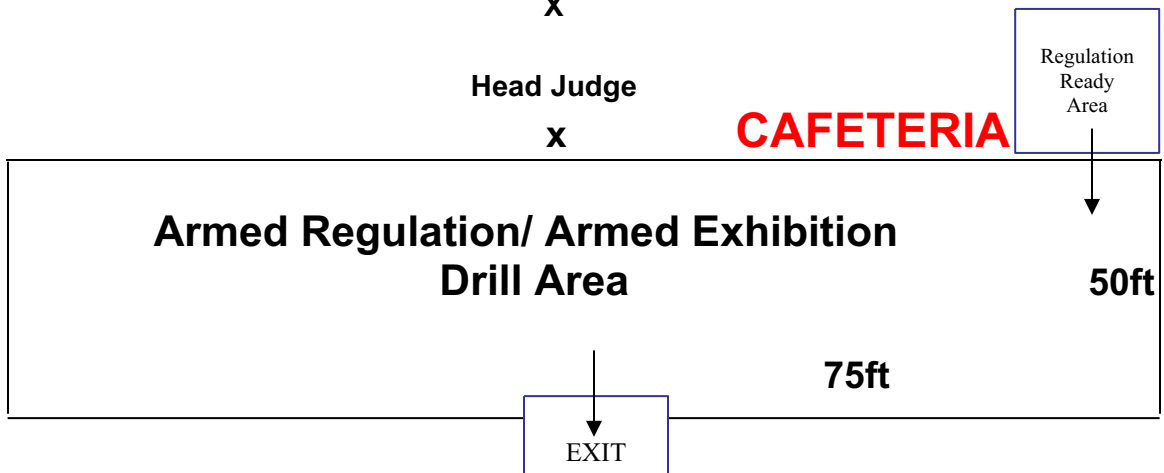 x
Regulation
Ready
Area
Head Judge
x
CAFETERIA
Armed Regulation/ Armed Exhibition
Drill Area
50ft
75ft
EXIT